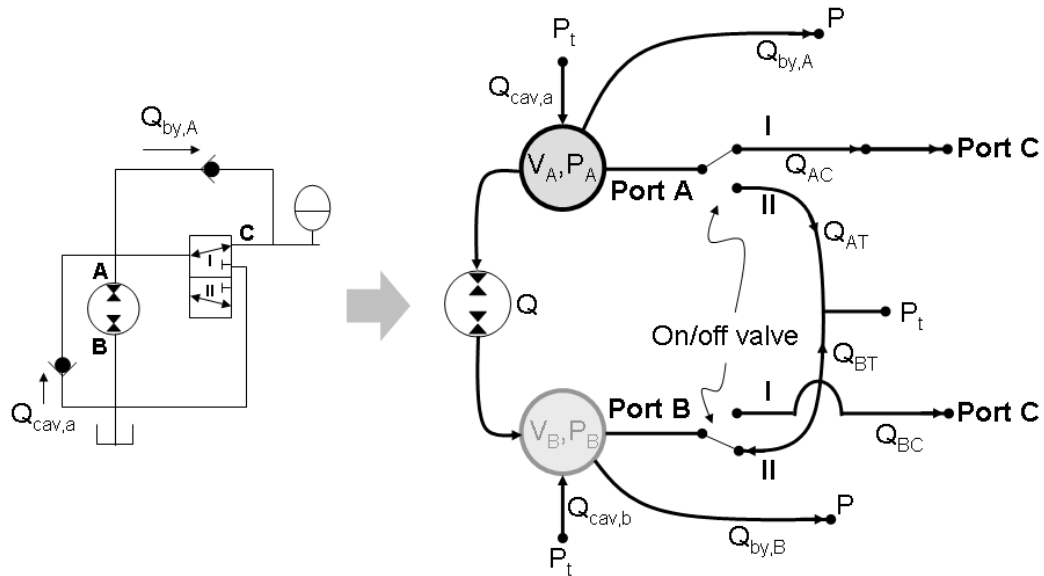 Q_by,A
C
I
II
A
B
Q_cav,a
P_t
P
Q_by,A
Q_cav,a
V_A,P_A
Port A
I
Q_AC
Port C
II
Q_AT
Q
On/off valve
P_t
Q_BT
I
Port B
Port C
V_B,P_B
Q_BC
II
Q_cav,b
P
Q_by,B
P_t